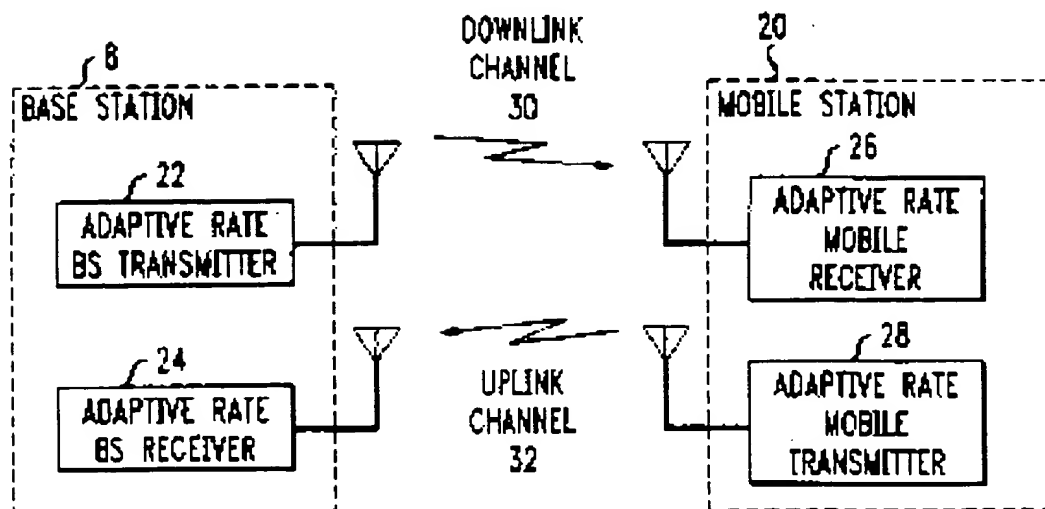 8
BASE STATION
22
ADAPTIVE RATE
BS TRANSMITTER
24
ADAPTIVE RATE
BS RECEIVER
DOWNLINK
CHANNEL
30
UPLINK
CHANNEL
32
20
MOBILE STATION
26
ADAPTIVE RATE
MOBILE
RECEIVER
28
ADAPTIVE RATE
MOBILE
TRANSMITTER